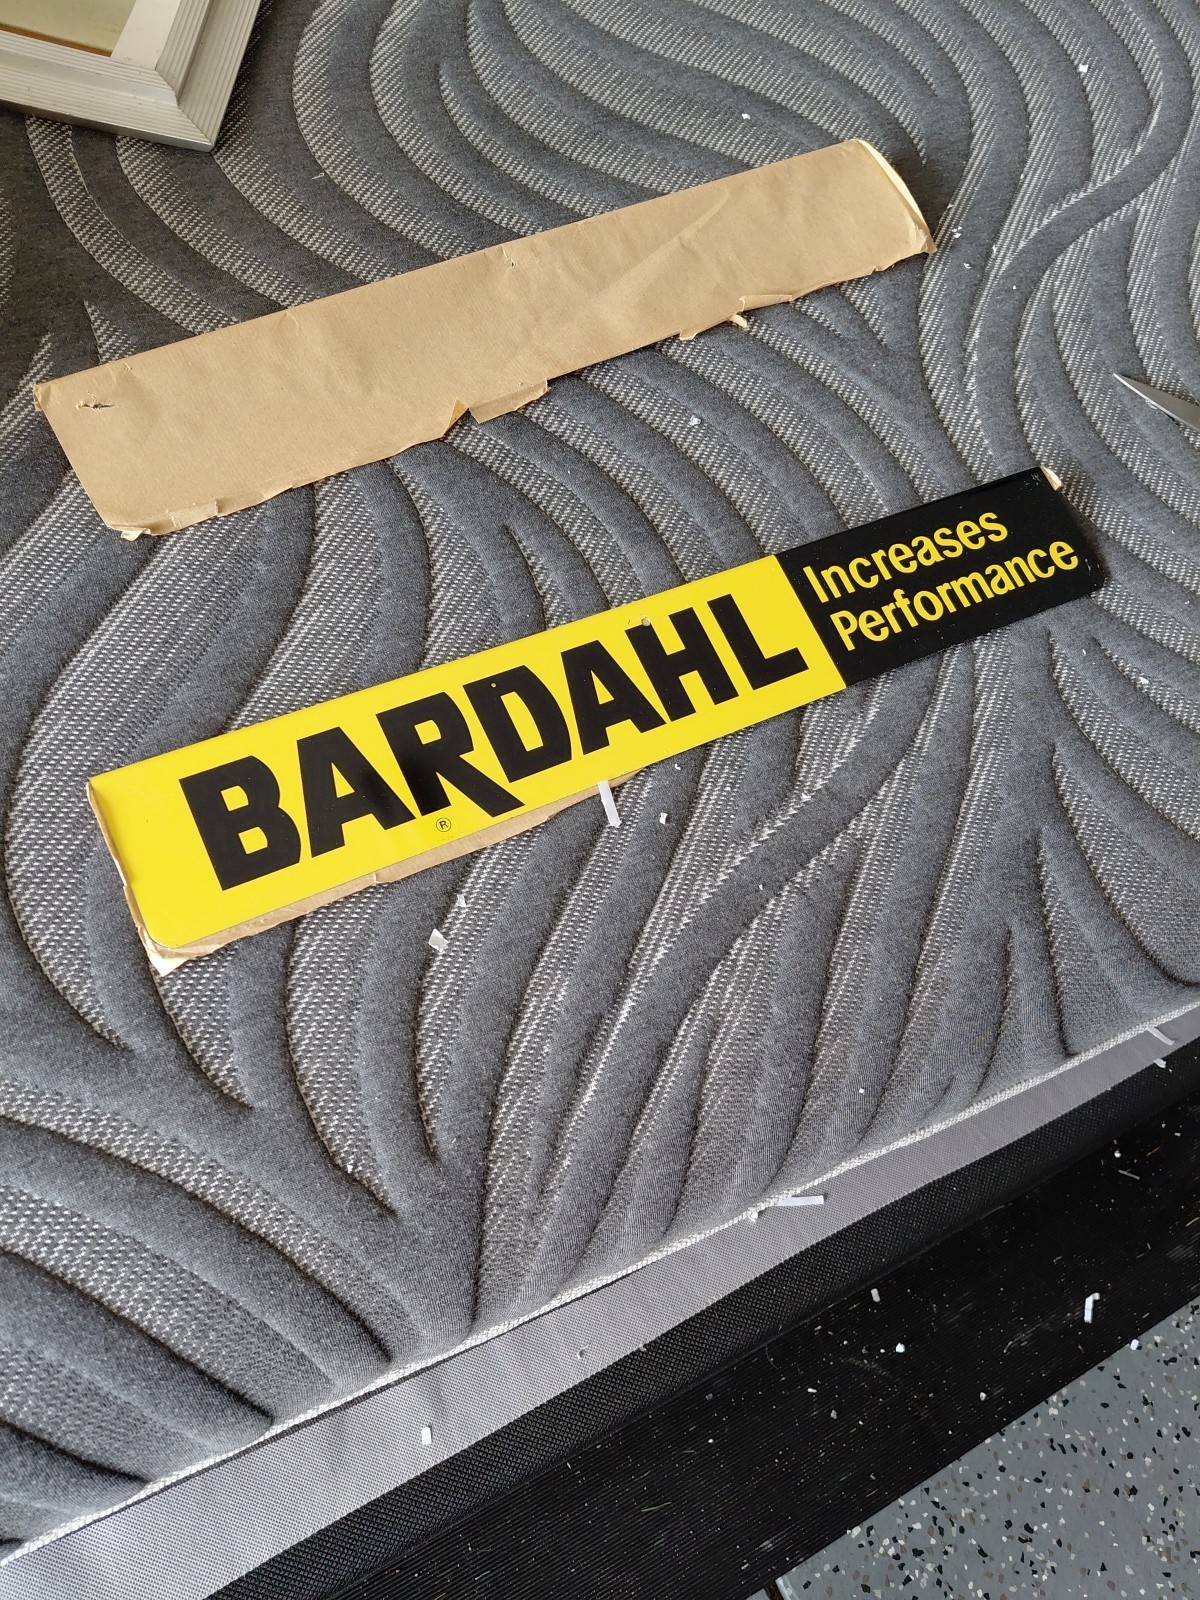 BARDAHL
®
Increases
Performance